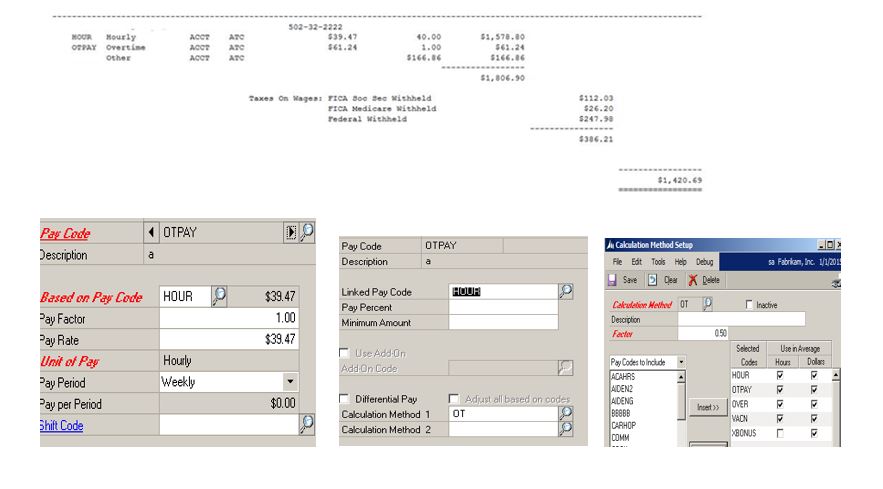 502-32-2222
HOUR Hourly ACCT ATC $39.47 40.00 $1,578.80
OTPAY Overtime ACCT ATC $61.24 1.00 $61.24
Other ACCT ATC $166.86 $166.86
$1,806.90
Taxes On Wages: FICA Soc Sec Withheld $112.03
FICA Medicare Withheld $26.20
Federal Withheld $247.98
$386.21
$1,420.69
Pay Code OTPAY
Description a
Based on Pay Code HOUR $39.47
Pay Factor 1.00
Pay Rate $39.47
Unit of Pay Hourly
Pay Period Weekly
Pay per Period $0.00
Shift Code
Pay Code OTPAY
Description a
Linked Pay Code HOUR
Pay Percent
Minimum Amount
Use Add-On
Add-On Code
Differential Pay Adjust all based on codes
Calculation Method 1 OT
Calculation Method 2
Calculation Method Setup
File Edit Tools Help Debug sa Fabrikam, Inc. 1/1/201
Save Clear Delete
Calculation Method OT Inactive
Description
Factor 0.50
Selected Use in Average
Pay Codes to Include Codes Hours Dollars
ACAHRS HOUR
AIDEN2 OTPAY
AIDENG OVER
BBBBB Insert >> VACN
CARHOP XBONUS
COMM